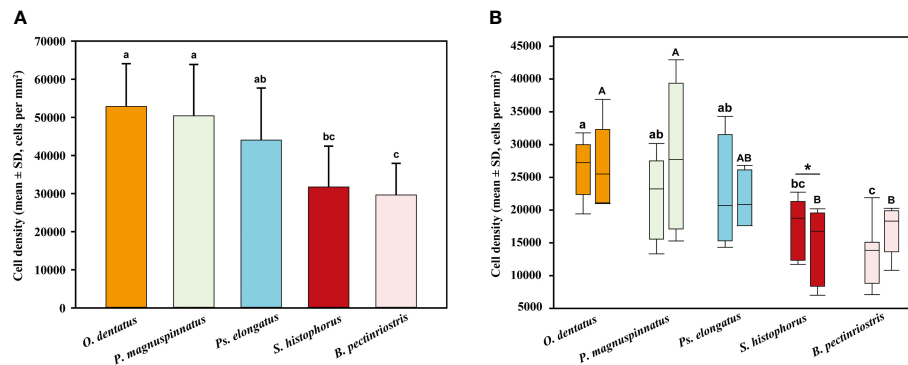 A
Cell density (mean ± SD, cells per mm²)
70000
60000
50000
40000
30000
20000
10000
0
a
a
ab
bc
c
O. dentatus
P. magnuspinnatus
Ps. elongatus
S. histophorus
B. pectinriostris
B
Cell density (mean ± SD, cells per mm²)
45000
40000
35000
30000
25000
20000
15000
10000
5000
a
A
ab
A
ab
AB
*
bc
B
c
B
O. dentatus
P. magnuspinnatus
Ps. elongatus
S. histophorus
B. pectinriostris